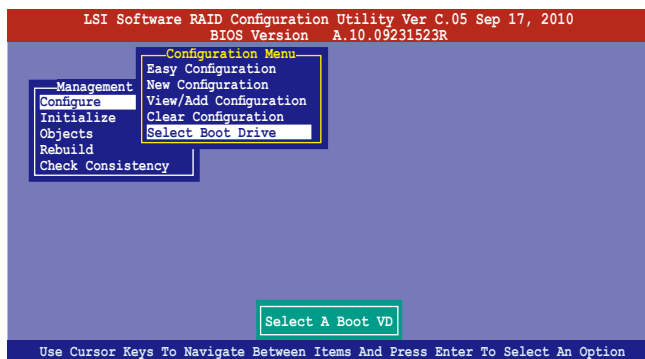 LSI Software RAID Configuration Utility Ver C.05 Sep 17, 2010
BIOS Version A.10.09231523R
Configuration Menu
Easy Configuration
New Configuration
View/Add Configuration
Clear Configuration
Select Boot Drive
Management
Configure
Initialize
Objects
Rebuild
Check Consistency
Select A Boot VD
Use Cursor Keys To Navigate Between Items And Press Enter To Select An Option